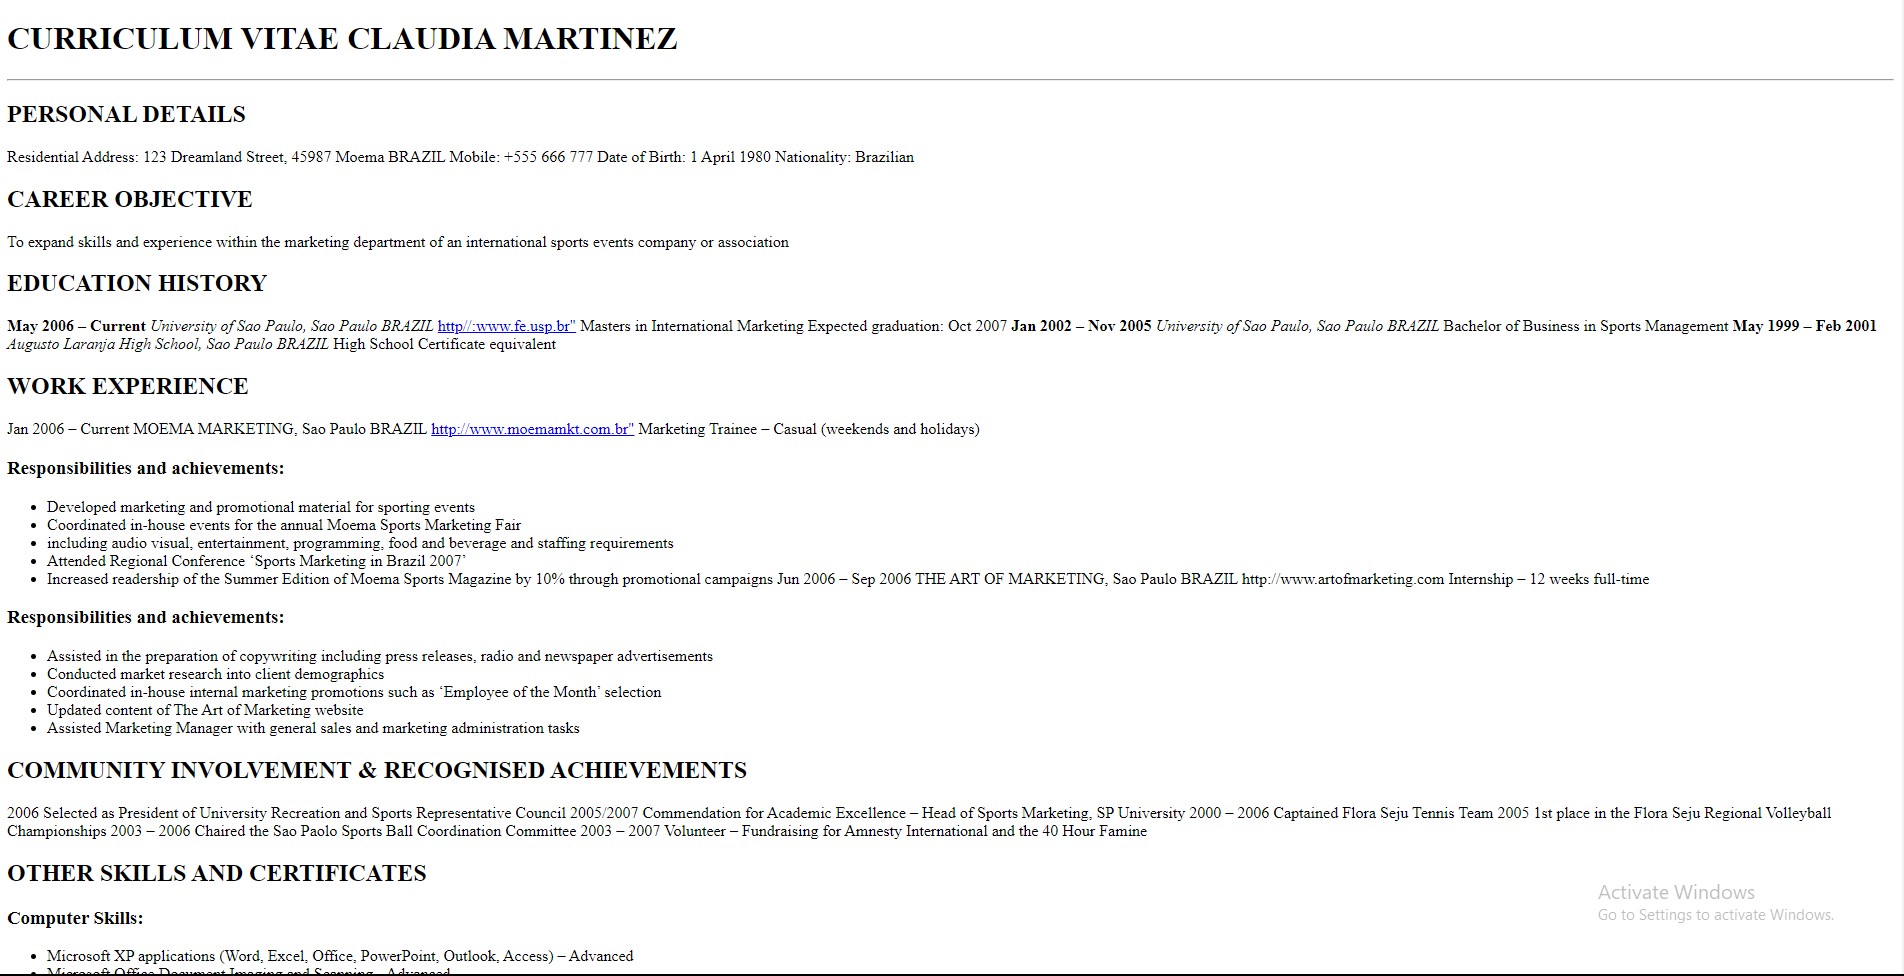 CURRICULUM VITAE CLAUDIA MARTINEZ
PERSONAL DETAILS
Residential Address: 123 Dreamland Street, 45987 Moema BRAZIL Mobile: +555 666 777 Date of Birth: 1 April 1980 Nationality: Brazilian
CAREER OBJECTIVE
To expand skills and experience within the marketing department of an international sports events company or association
EDUCATION HISTORY
May 2006 – Current University of Sao Paulo, Sao Paulo BRAZIL http//:www.fe.usp.br" Masters in International Marketing Expected graduation: Oct 2007 Jan 2002 – Nov 2005 University of Sao Paulo, Sao Paulo BRAZIL Bachelor of Business in Sports Management May 1999 – Feb 2001
Augusto Laranja High School, Sao Paulo BRAZIL High School Certificate equivalent
WORK EXPERIENCE
Jan 2006 – Current MOEMA MARKETING, Sao Paulo BRAZIL http://www.moemamkt.com.br" Marketing Trainee – Casual (weekends and holidays)
Responsibilities and achievements:
• Developed marketing and promotional material for sporting events
• Coordinated in-house events for the annual Moema Sports Marketing Fair
• including audio visual, entertainment, programming, food and beverage and staffing requirements
• Attended Regional Conference ‘Sports Marketing in Brazil 2007’
• Increased readership of the Summer Edition of Moema Sports Magazine by 10% through promotional campaigns Jun 2006 – Sep 2006 THE ART OF MARKETING, Sao Paulo BRAZIL http://www.artofmarketing.com Internship – 12 weeks full-time
Responsibilities and achievements:
• Assisted in the preparation of copywriting including press releases, radio and newspaper advertisements
• Conducted market research into client demographics
• Coordinated in-house internal marketing promotions such as ‘Employee of the Month’ selection
• Updated content of The Art of Marketing website
• Assisted Marketing Manager with general sales and marketing administration tasks
COMMUNITY INVOLVEMENT & RECOGNISED ACHIEVEMENTS
2006 Selected as President of University Recreation and Sports Representative Council 2005/2007 Commendation for Academic Excellence – Head of Sports Marketing, SP University 2000 – 2006 Captained Flora Seju Tennis Team 2005 1st place in the Flora Seju Regional Volleyball
Championships 2003 – 2006 Chaired the Sao Paolo Sports Ball Coordination Committee 2003 – 2007 Volunteer – Fundraising for Amnesty International and the 40 Hour Famine
OTHER SKILLS AND CERTIFICATES
Activate Windows
Go to Settings to activate Windows.
Computer Skills:
• Microsoft XP applications (Word, Excel, Office, PowerPoint, Outlook, Access) – Advanced
• Microsoft Office Document Imaging and Scanning - Advanced